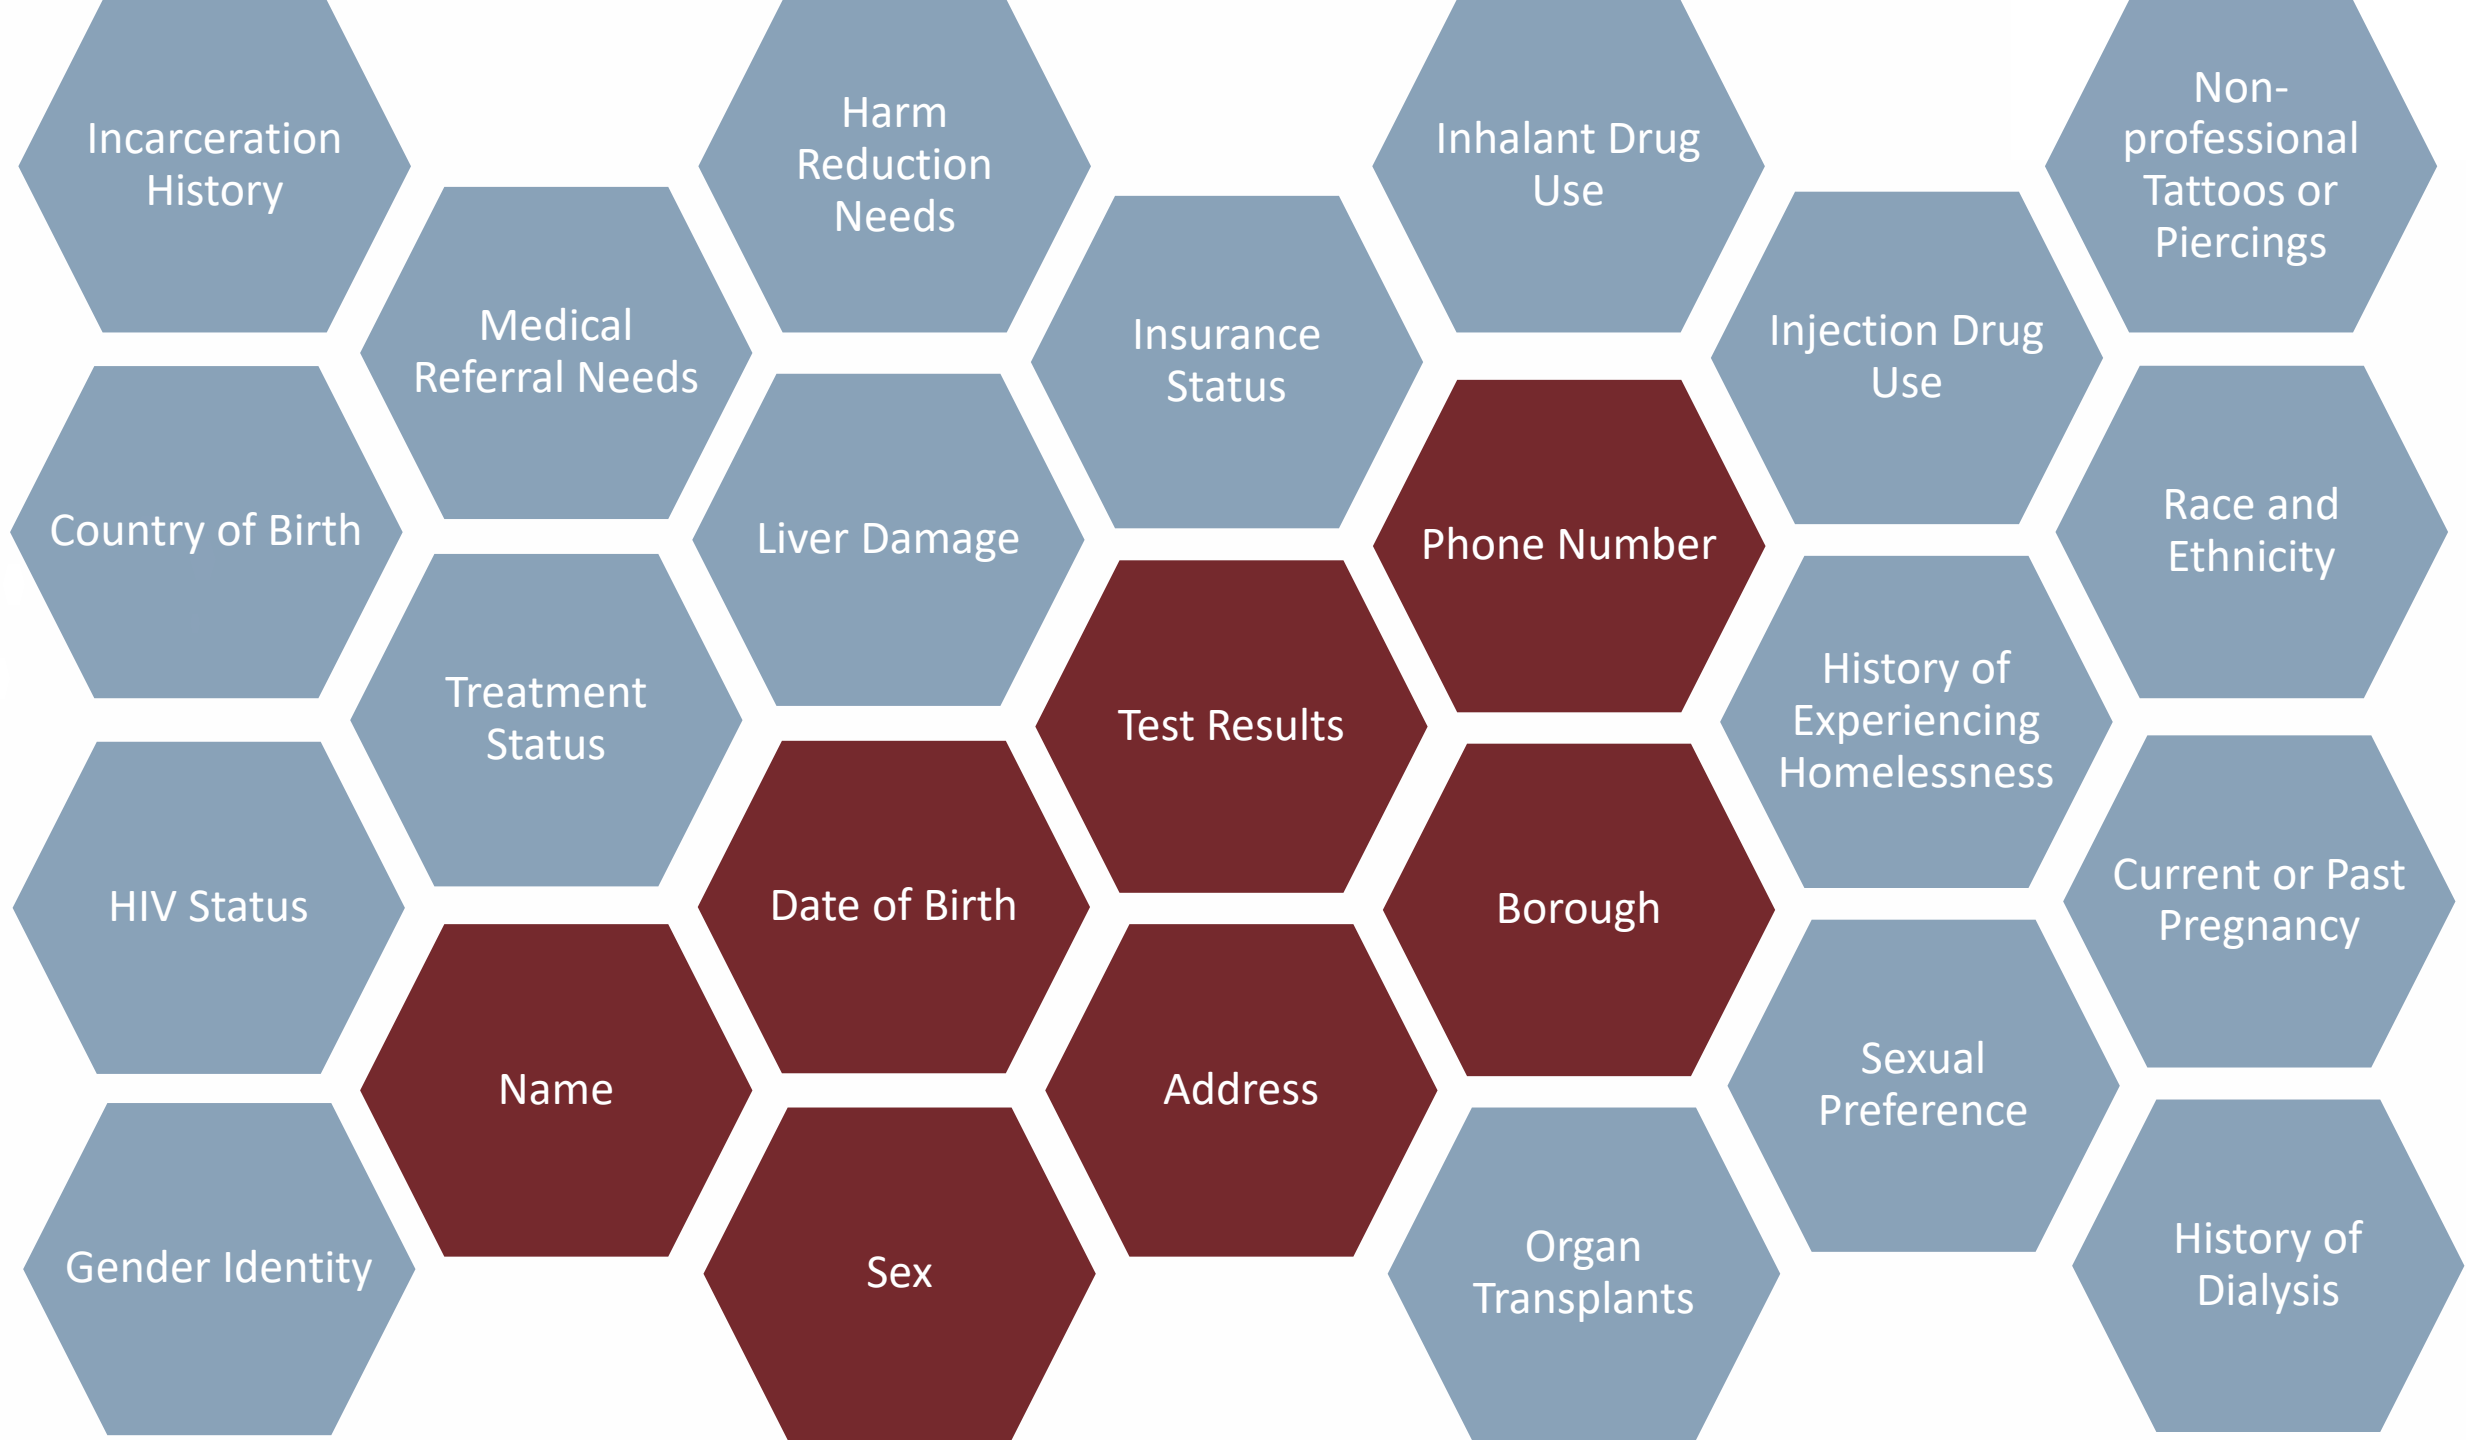 Incarceration
History
Harm
Reduction
Needs
Inhalant Drug
Use
Non-
professional
Tattoos or
Piercings
Medical
Referral Needs
Insurance
Status
Injection Drug
Use
Country of Birth
Liver Damage
Phone Number
Race and
Ethnicity
Treatment
Status
Test Results
History of
Experiencing
Homelessness
HIV Status
Date of Birth
Borough
Current or Past
Pregnancy
Name
Address
Sexual
Preference
Gender Identity
Sex
Organ
Transplants
History of
Dialysis